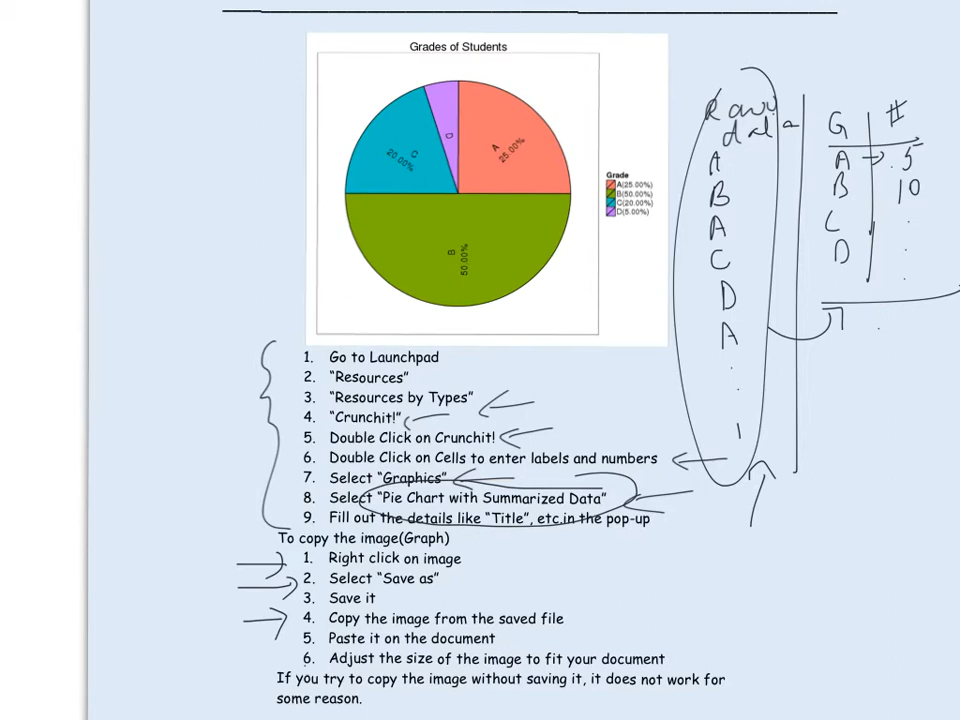 Grades of Students
A
25.00%
B
50.00%
C
20.00%
D
Grade
A(25.00%)
B(50.00%)
C(20.00%)
D(5.00%)
1. Go to Launchpad
2. “Resources”
3. “Resources by Types”
4. “Crunchit!”
5. Double Click on Crunchit!
6. Double Click on Cells to enter labels and numbers
7. Select “Graphics”
8. Select “Pie Chart with Summarized Data”
9. Fill out the details like “Title”, etc.in the pop-up
To copy the image(Graph)
1. Right click on image
2. Select “Save as”
3. Save it
4. Copy the image from the saved file
5. Paste it on the document
6. Adjust the size of the image to fit your document
If you try to copy the image without saving it, it does not work for
some reason.
Raw
data
A
B
A
C
D
A
G #
A 5
B 10
C
D